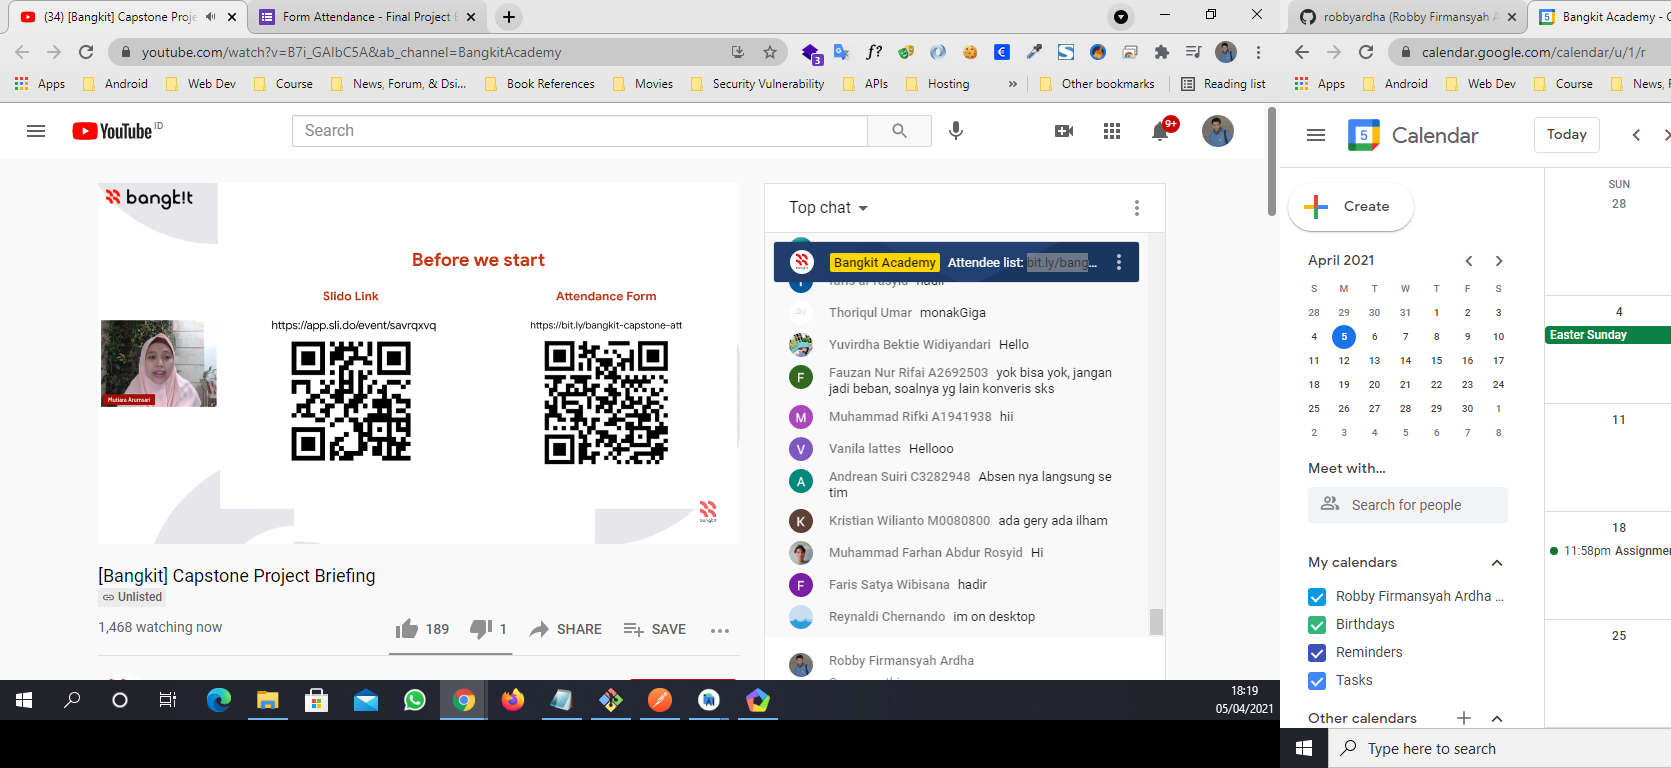 (34) [Bangkit] Capstone Proje
Form Attendance - Final Project E
youtube.com/watch?v=B7i_GAlbC5A&ab_channel=BangkitAcademy
3
f?
Apps
Android
Web Dev
Course
News, Forum, & Dsi...
Book References
Movies
Security Vulnerability
APIs
Hosting
»
Other bookmarks
Reading list
YouTube ID
Search
9+
bangk!t
Before we start
Slido Link
Attendance Form
https://app.sli.do/event/savrqxvq
https://bit.ly/bangkit-capstone-att
Mutiara Arumsari
bangk!t
[Bangkit] Capstone Project Briefing
Unlisted
1,468 watching now
189
1
SHARE
SAVE
Top chat
Bangkit Academy Attendee list: bit.ly/bang...
Thoriqul Umar monakGiga
Yuvirdha Bektie Widiyandari Hello
F
Fauzan Nur Rifai A2692503 yok bisa yok, jangan
jadi beban, soalnya yg lain konveris sks
M
Muhammad Rifki A1941938 hii
V
Vanila lattes Hellooo
A
Andrean Suiri C3282948 Absen nya langsung se
tim
K
Kristian Wilianto M0080800 ada gery ada ilham
Muhammad Farhan Abdur Rosyid Hi
F
Faris Satya Wibisana hadir
Reynaldi Chernando im on desktop
Robby Firmansyah Ardha
18:19
05/04/2021
robbyardha (Robby Firmansyah A
Bangkit Academy - C
calendar.google.com/calendar/u/1/r
Apps
Android
Web Dev
Course
News, F
5
Calendar
Today
Create
April 2021
S M T W T F S
28 29 30 31 1 2 3
4 5 6 7 8 9 10
11 12 13 14 15 16 17
18 19 20 21 22 23 24
25 26 27 28 29 30 1
2 3 4 5 6 7 8
Meet with...
Search for people
My calendars
Robby Firmansyah Ardha ...
Birthdays
Reminders
Tasks
Other calendars
SUN
28
4
Easter Sunday
11
18
11:58pm Assignmen
25
Type here to search